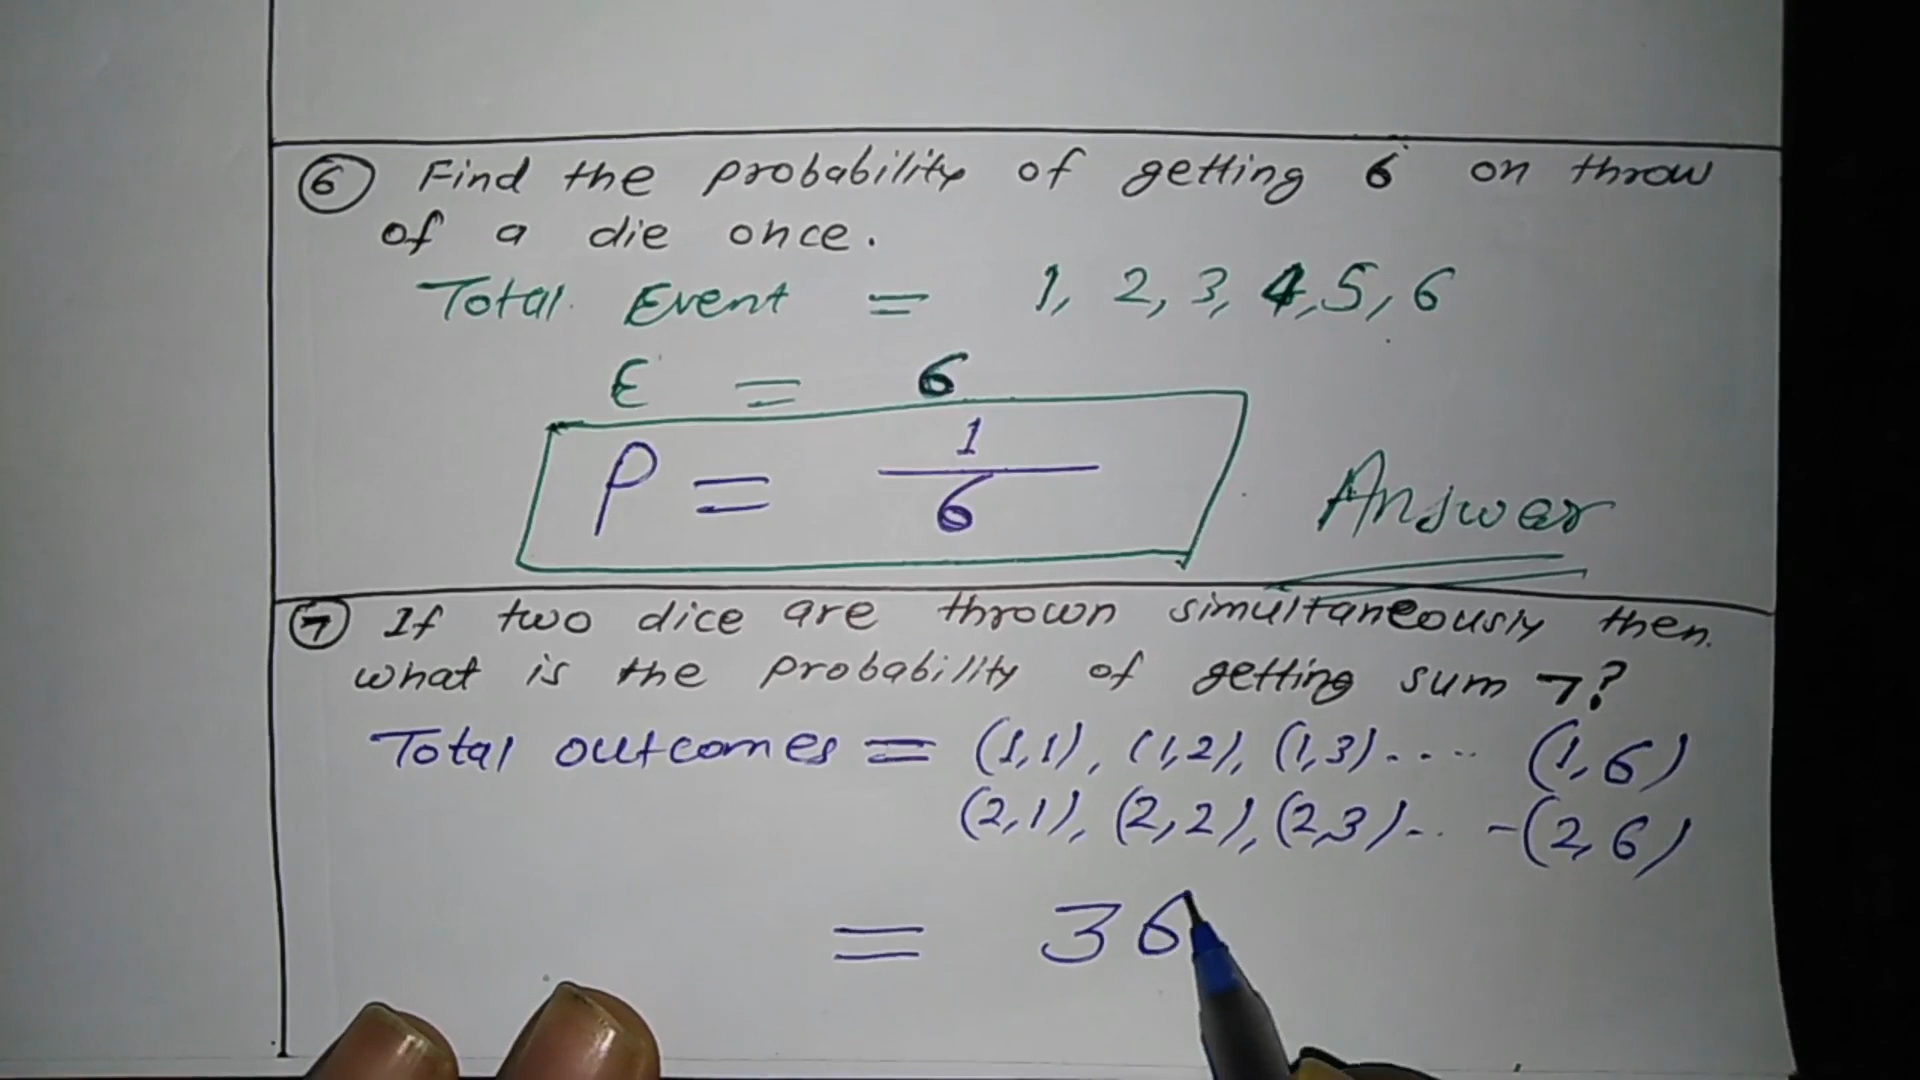 ⑥ Find the probability of getting 6 on throw
of a die once.
Total Event = 1, 2, 3, 4, 5, 6
E = 6
P = 1/6 Answer
⑦ If two dice are thrown simultaneously then
what is the probability of getting sum 7?
Total outcomes = (1,1), (1,2), (1,3).... (1,6)
(2,1), (2,2), (2,3).. -(2,6)
= 36